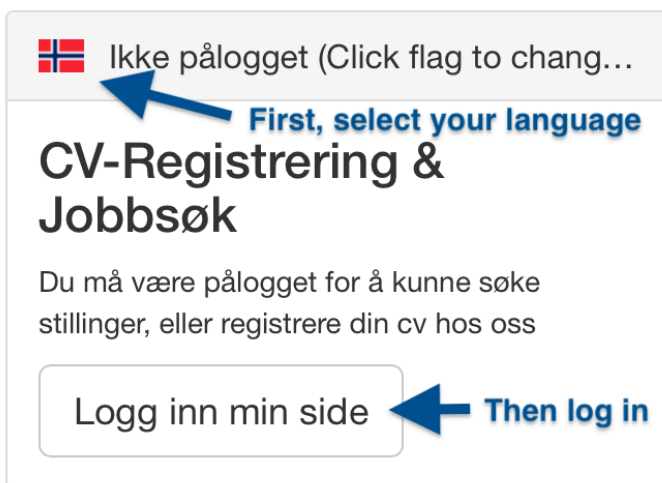 Ikke pålogget (Click flag to chang…
First, select your language
CV-Registrering &
Jobbsøk
Du må være pålogget for å kunne søke
stillinger, eller registrere din cv hos oss
Logg inn min side
Then log in